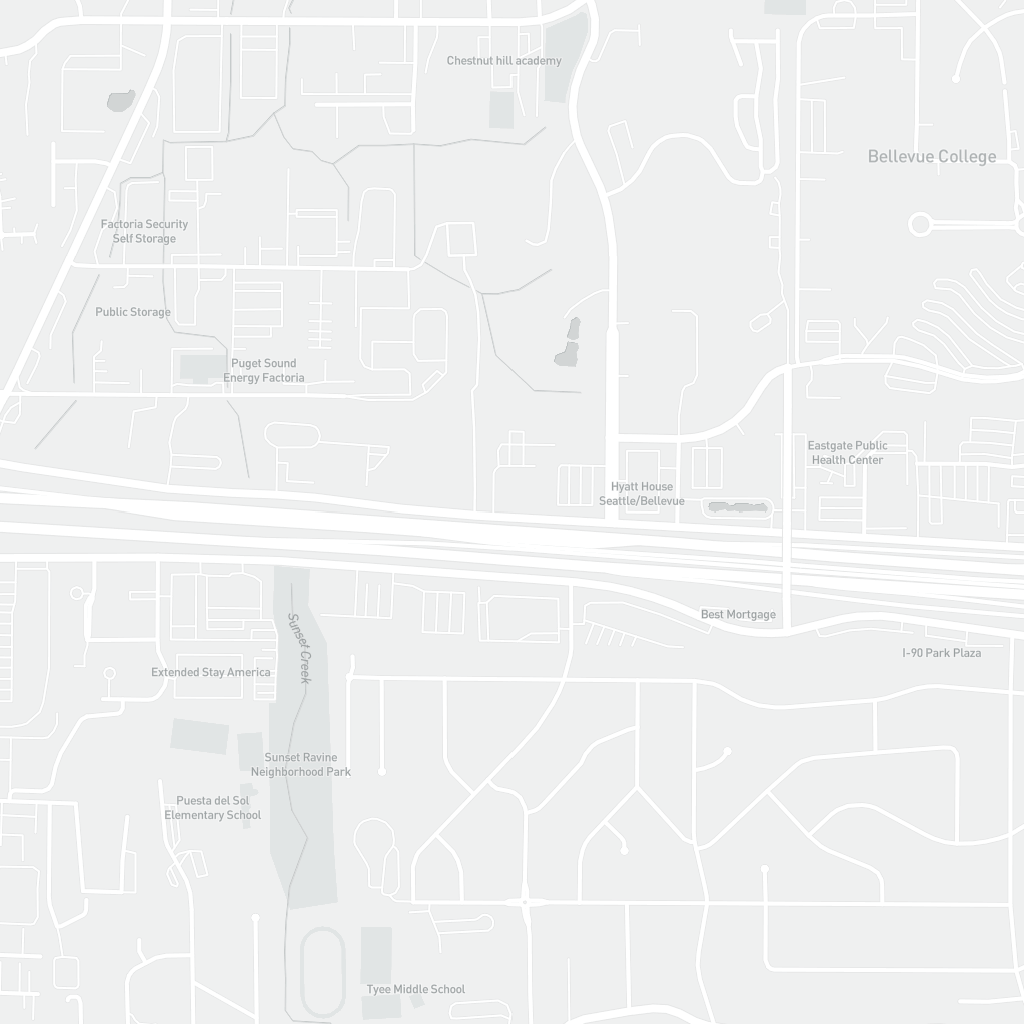 Chestnut hill academy
Bellevue College
Factoria Security
Self Storage
Public Storage
Puget Sound
Energy Factoria
Eastgate Public
Health Center
Hyatt House
Seattle/Bellevue
Best Mortgage
Sunset Creek
I-90 Park Plaza
Extended Stay America
Sunset Ravine
Neighborhood Park
Puesta del Sol
Elementary School
Tyee Middle School